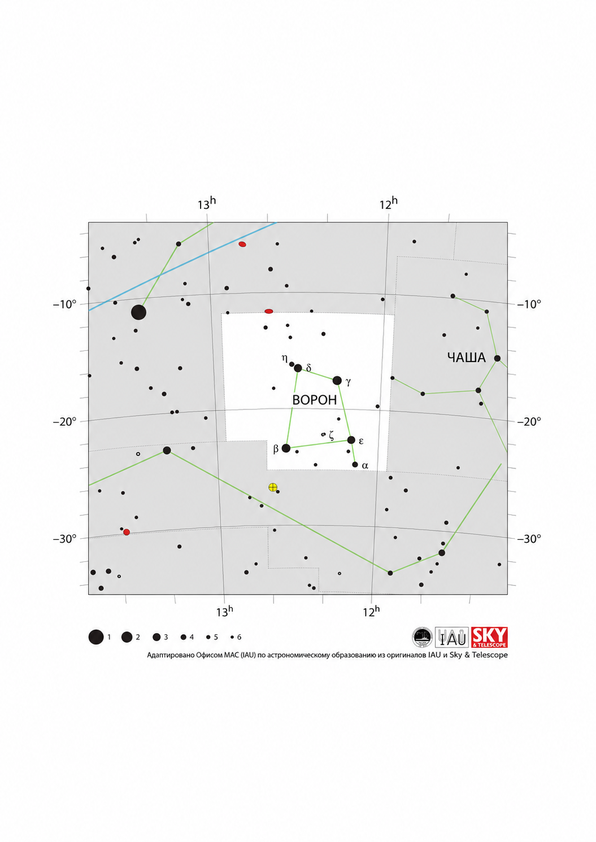 13h 12h
–10° –10°
ЧАША
η δ
γ
ВОРОН
–20° –20°
ζ ε
β
α
–30° –30°
13h 12h
1 2 3 4 5 6
IAU SKY
& TELESCOPE
Адаптировано Офисом МАС (IAU) по астрономическому образованию из оригиналов IAU и Sky & Telescope